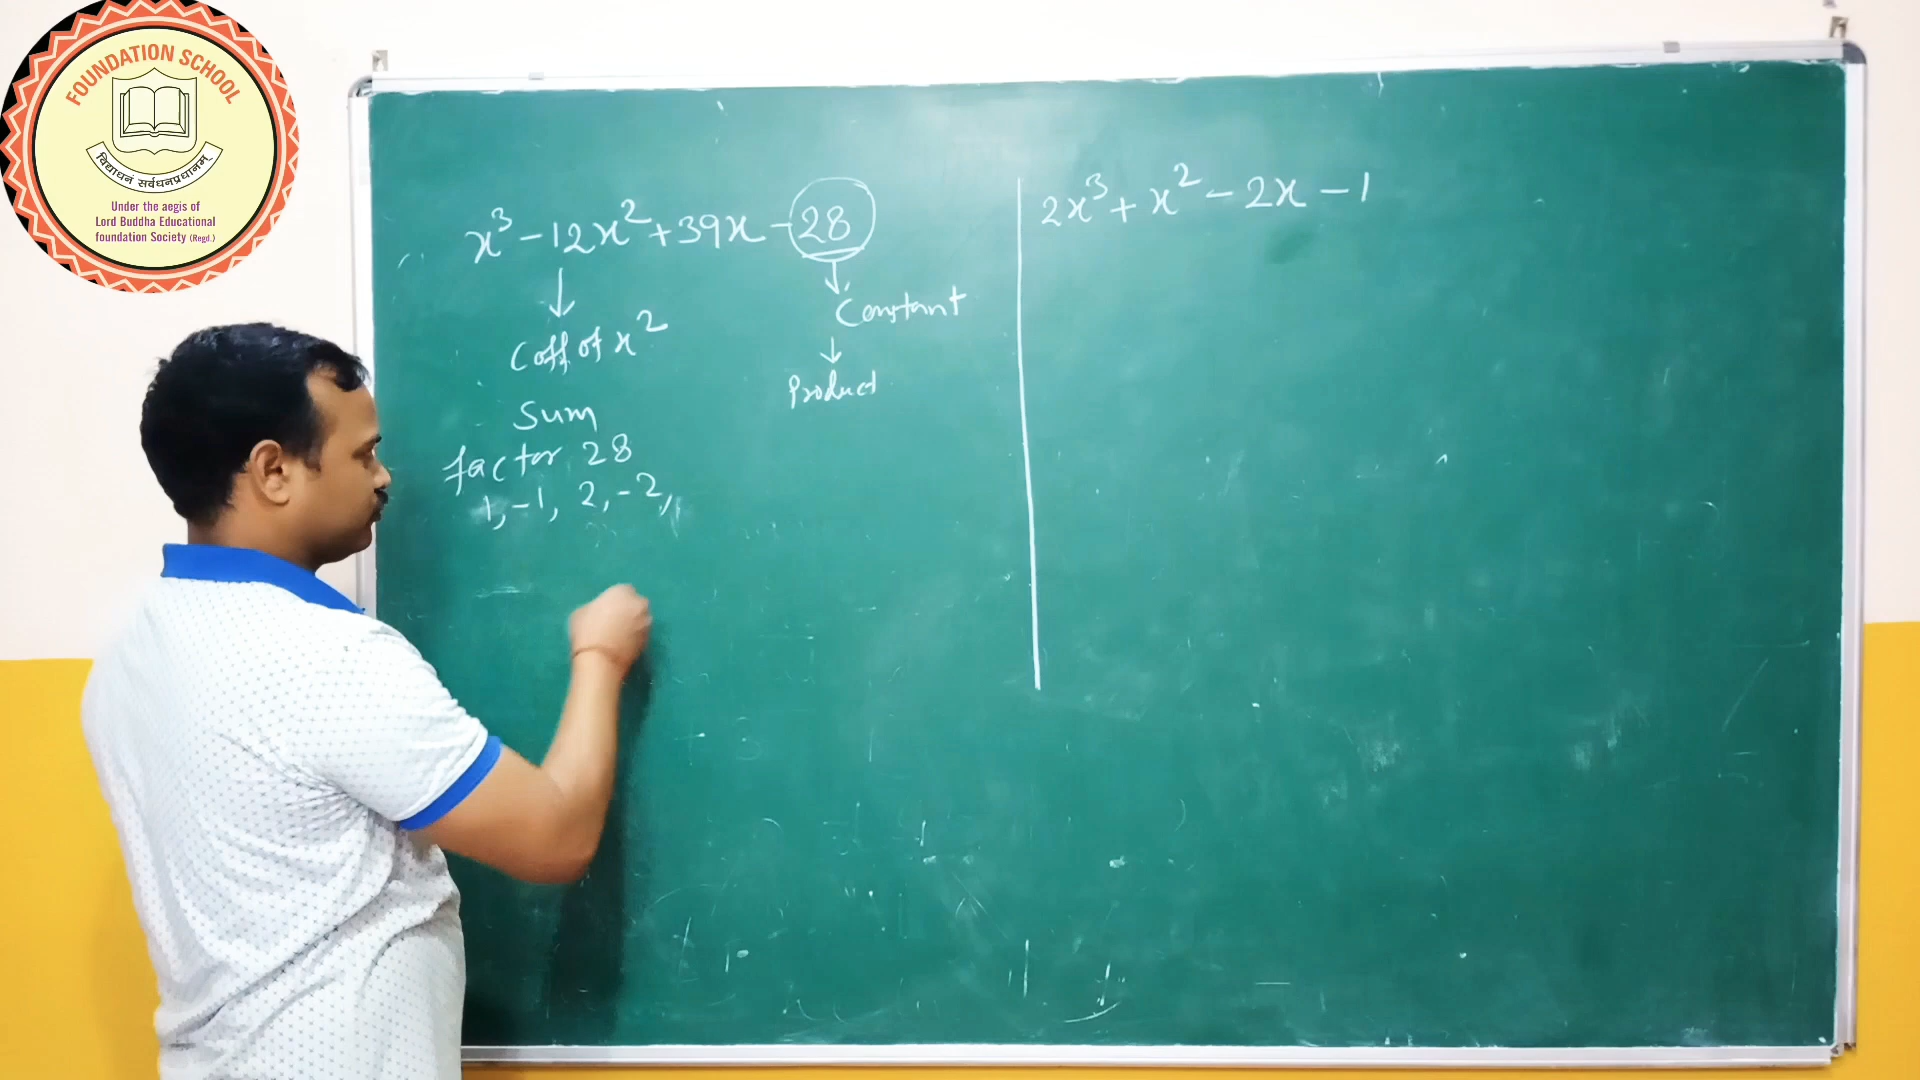 FOUNDATION SCHOOL
विद्याधनं सर्वधनप्रधानम्
Under the aegis of
Lord Buddha Educational
foundation Society (Regd.)
x³ - 12x² + 39x - 28
Coff of x²
Sum
Constant
Product
factor 28
1, -1, 2, -2,
2x³ + x² - 2x - 1